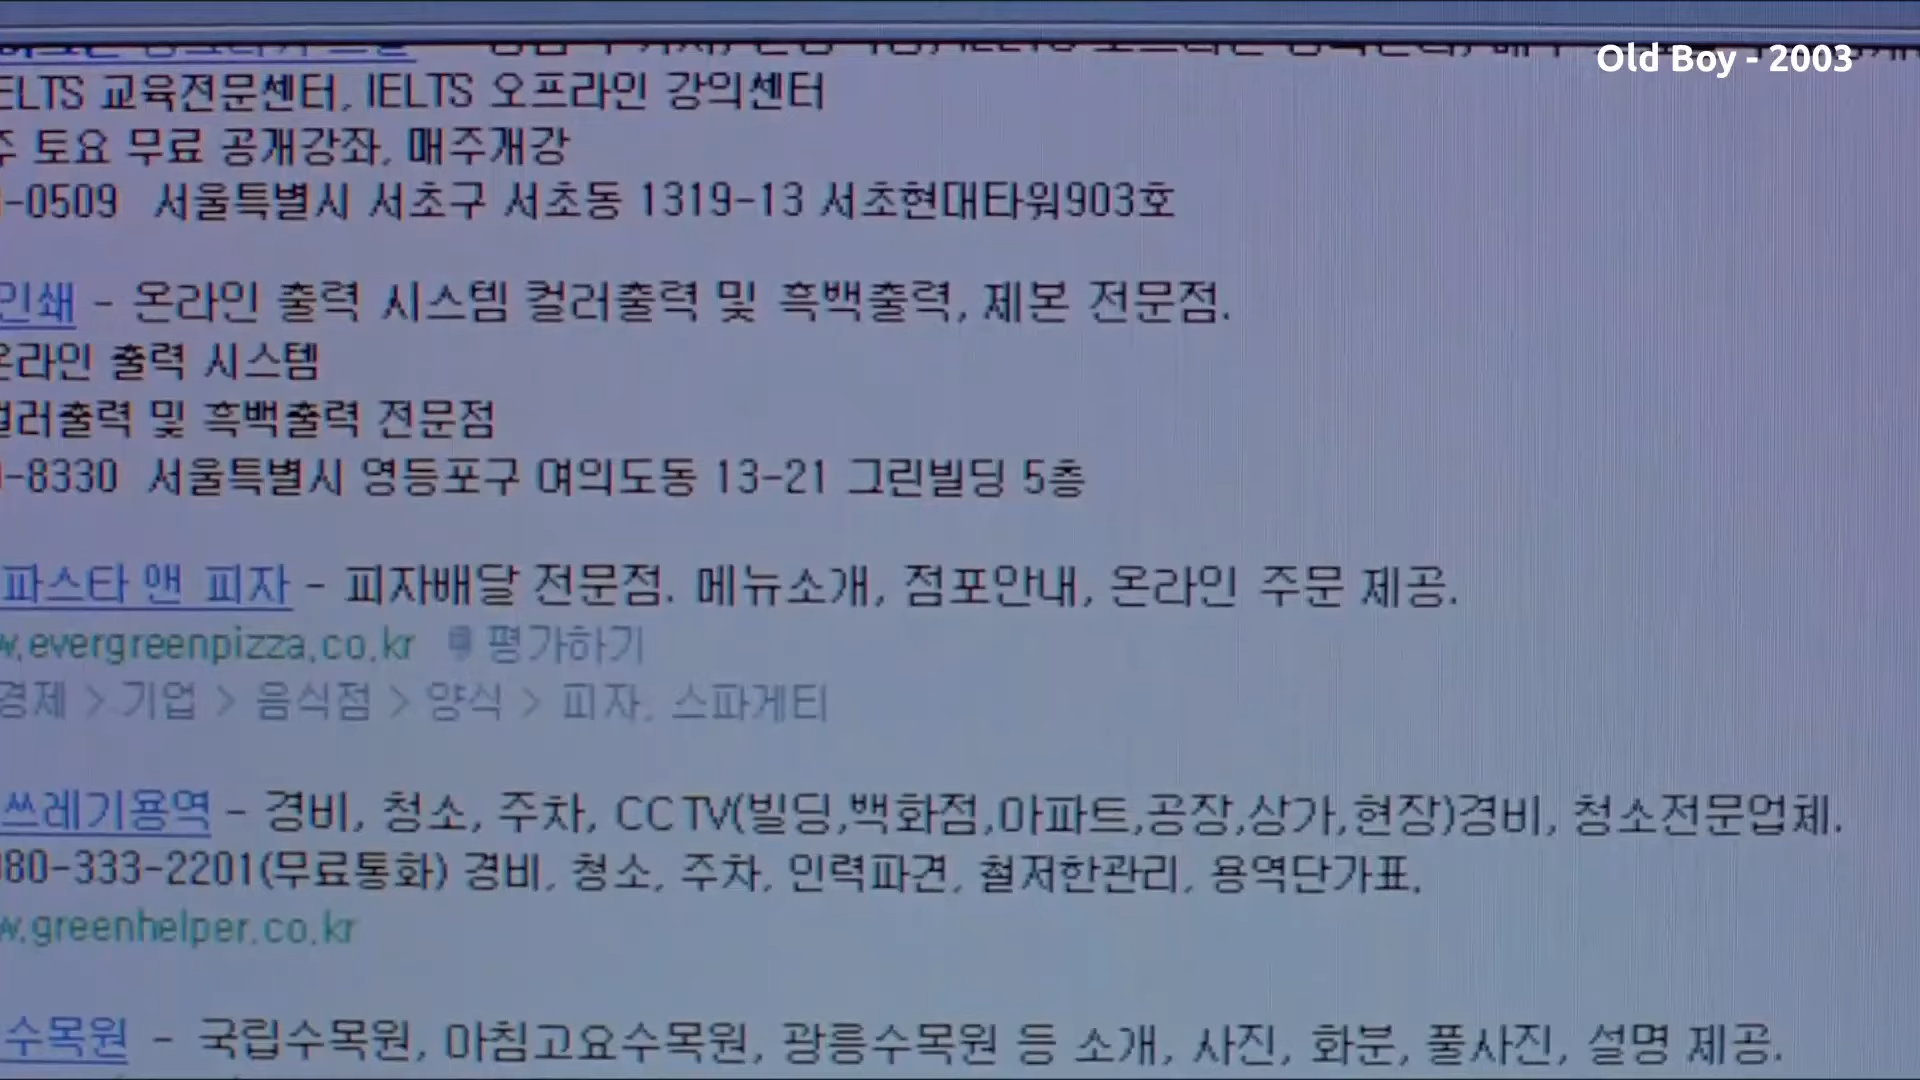 Old Boy - 2003
ELTS 교육전문센터, IELTS 오프라인 강의센터
주 토요 무료 공개강좌, 매주개강
-0509 서울특별시 서초구 서초동 1319-13 서초현대타워903호
인쇄 - 온라인 출력 시스템 컬러출력 및 흑백출력, 제본 전문점.
온라인 출력 시스템
컬러출력 및 흑백출력 전문점
-8330 서울특별시 영등포구 여의도동 13-21 그린빌딩 5층
파스타 앤 피자 - 피자배달 전문점. 메뉴소개, 점포안내, 온라인 주문 제공.
w.evergreenpizza.co.kr 평가하기
경제 > 기업 > 음식점 > 양식 > 피자, 스파게티
쓰레기용역 - 경비, 청소, 주차, CCTV(빌딩,백화점,아파트,공장,상가,현장)경비, 청소전문업체.
080-333-2201(무료통화) 경비, 청소, 주차, 인력파견, 철저한관리, 용역단가표,
w.greenhelper.co.kr
수목원 - 국립수목원, 아침고요수목원, 광릉수목원 등 소개, 사진, 화분, 풀사진, 설명 제공.